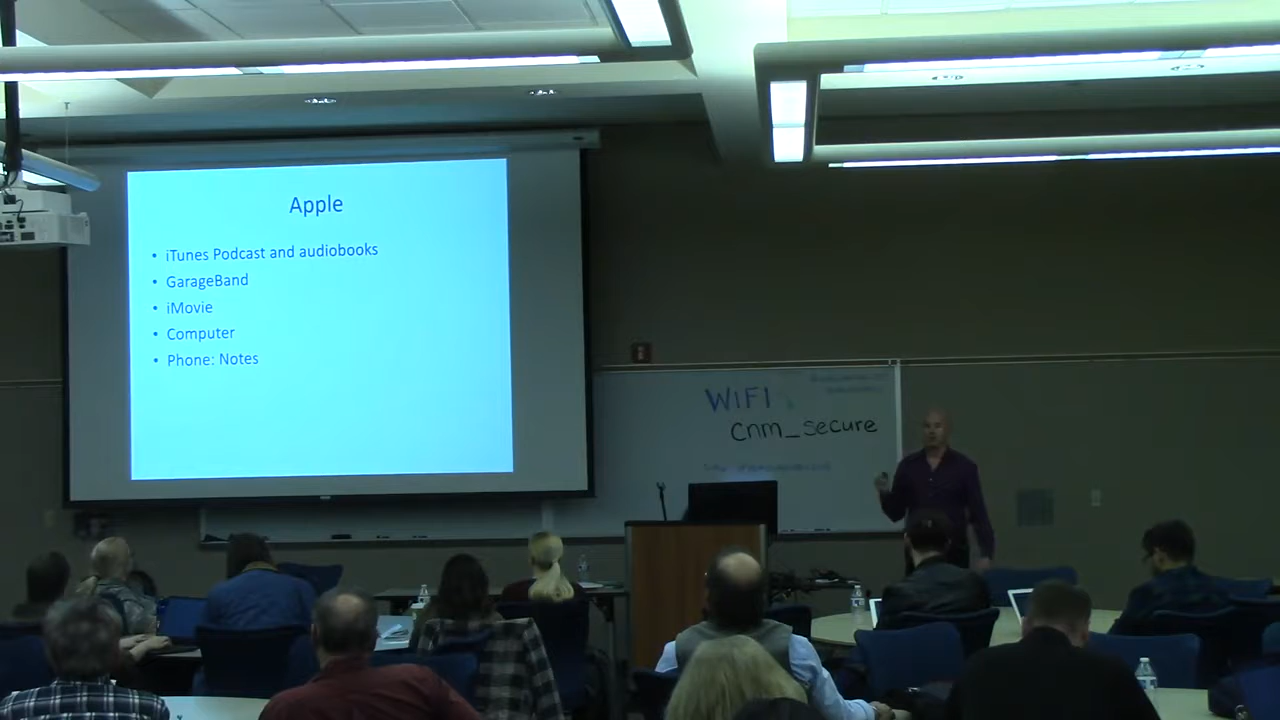 Apple
• iTunes Podcast and audiobooks
• GarageBand
• iMovie
• Computer
• Phone: Notes
WIFI
cnm_secure